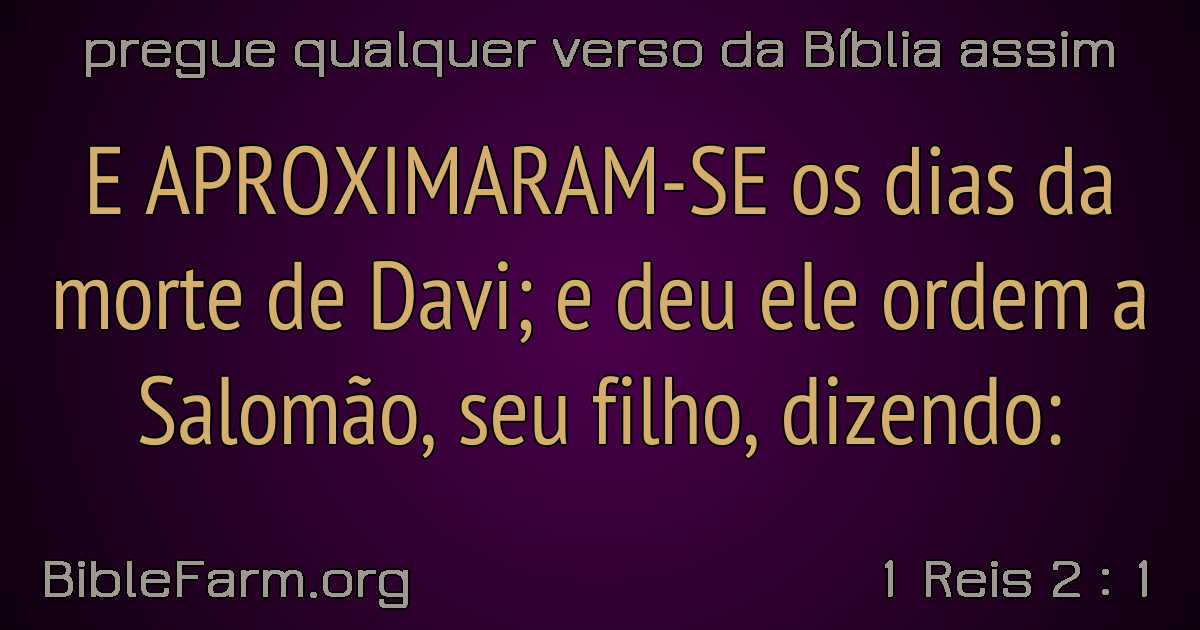 pregue qualquer verso da Bíblia assim
E APROXIMARAM-SE os dias da
morte de Davi; e deu ele ordem a
Salomão, seu filho, dizendo:
BibleFarm.org
1 Reis 2 : 1